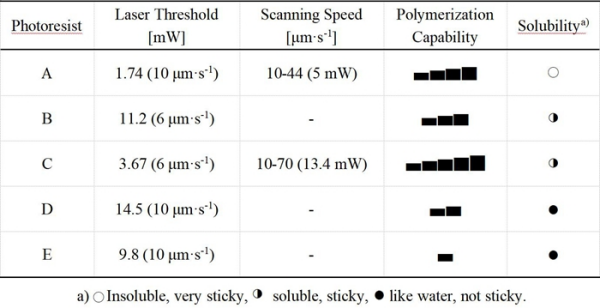 Photoresist Laser Threshold [mW] Scanning Speed [μm·s-1] Polymerization Capability Solubility a)
A 1.74 (10 μm·s-1) 10-44 (5 mW) ○
B 11.2 (6 μm·s-1) - ◑
C 3.67 (6 μm·s-1) 10-70 (13.4 mW) ◑
D 14.5 (10 μm·s-1) - ●
E 9.8 (10 μm·s-1) - ●
a) ○Insoluble, very sticky, ◑ soluble, sticky, ● like water, not sticky.